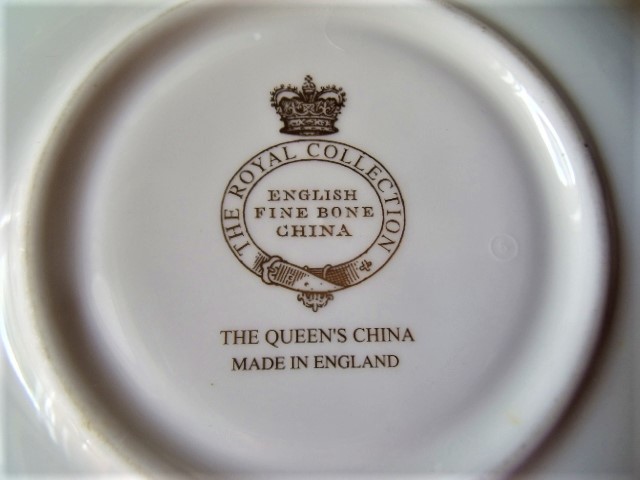 THE ROYAL COLLECTION
ENGLISH
FINE BONE
CHINA
THE QUEEN'S CHINA
MADE IN ENGLAND